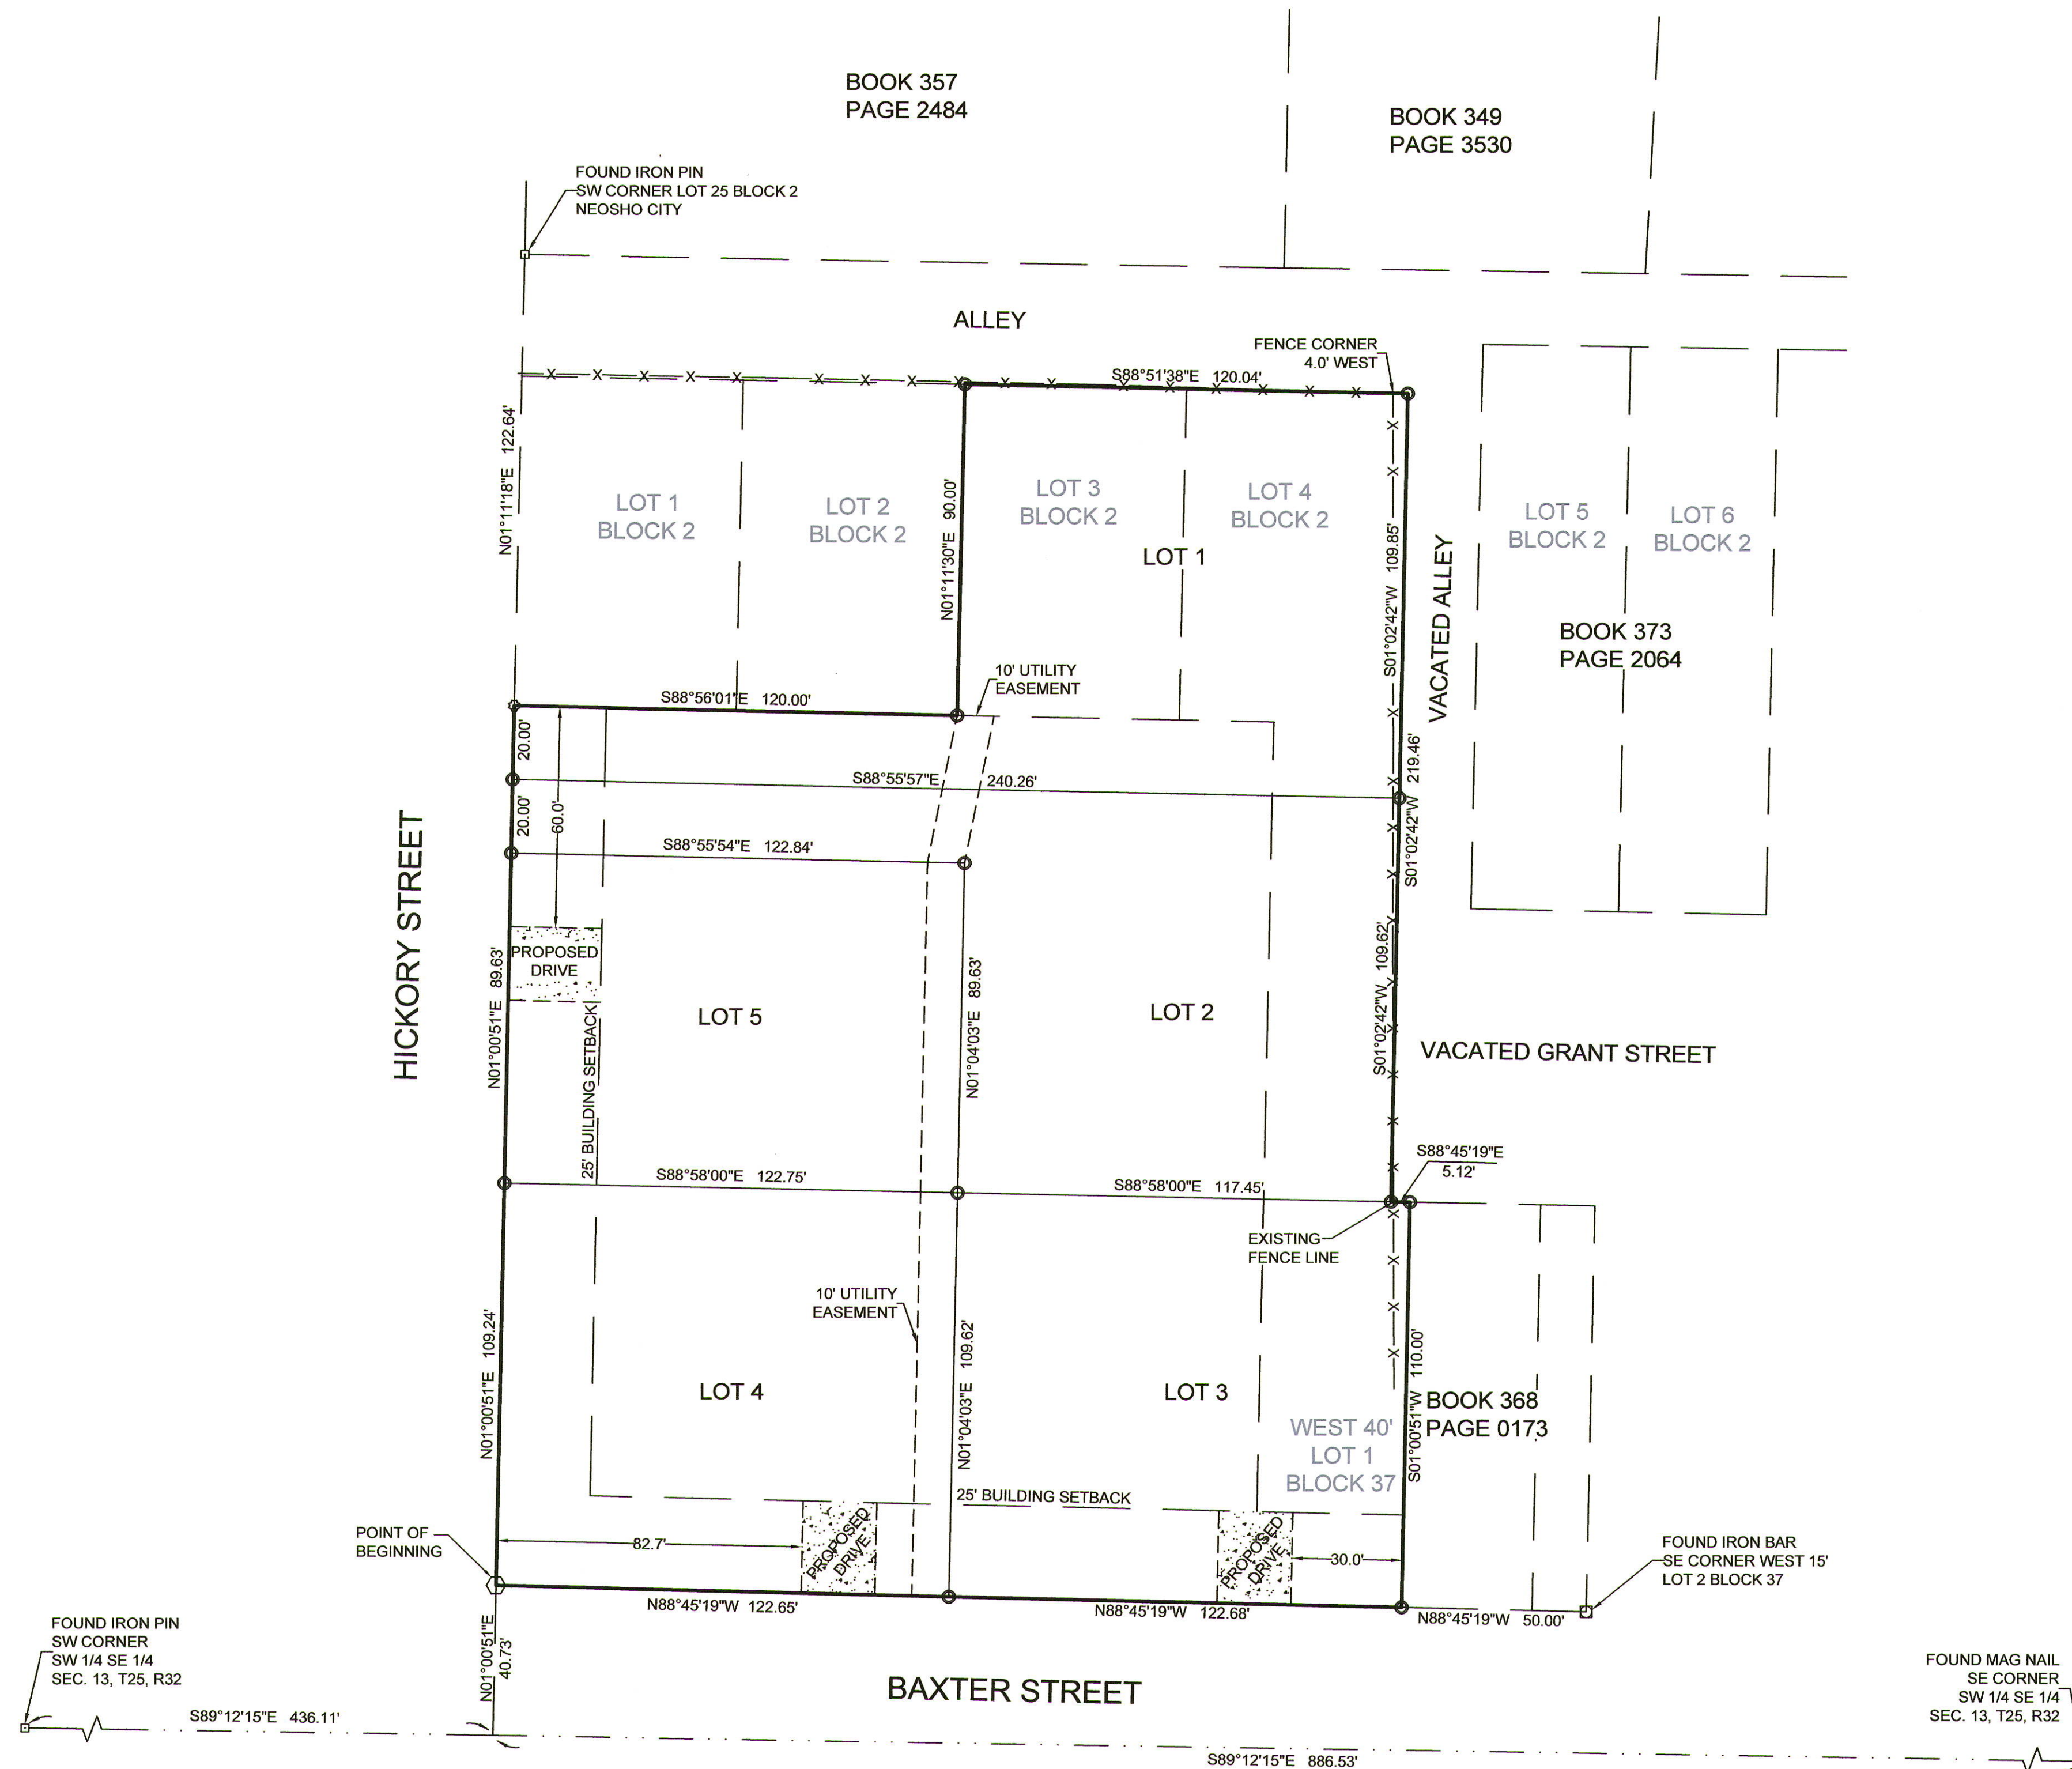 BOOK 357
PAGE 2484
BOOK 349
PAGE 3530
FOUND IRON PIN
SW CORNER LOT 25 BLOCK 2
NEOSHO CITY
ALLEY
FENCE CORNER
4.0' WEST
S88°51'38"E 120.04'
N01°11'18"E 122.64'
LOT 1
BLOCK 2
LOT 2
BLOCK 2
N01°11'30"E 90.00'
LOT 3
BLOCK 2
LOT 4
BLOCK 2
LOT 1
S01°02'42"W 109.85'
VACATED ALLEY
LOT 5
BLOCK 2
LOT 6
BLOCK 2
BOOK 373
PAGE 2064
10' UTILITY
EASEMENT
S88°56'01"E 120.00'
20.00'
S88°55'57"E 240.26'
S01°02'42"W 219.46'
20.00'
60.0'
S88°55'54"E 122.84'
HICKORY STREET
PROPOSED
DRIVE
N01°00'51"E 89.63'
25' BUILDING SETBACK
LOT 5
N01°04'03"E 89.63'
LOT 2
S01°02'42"W 109.62'
VACATED GRANT STREET
S88°45'19"E
5.12'
S88°58'00"E 122.75'
S88°58'00"E 117.45'
EXISTING
FENCE LINE
10' UTILITY
EASEMENT
N01°00'51"E 109.24'
LOT 4
N01°04'03"E 109.62'
LOT 3
S01°00'51"W 110.00'
BOOK 368
PAGE 0173
WEST 40'
LOT 1
BLOCK 37
25' BUILDING SETBACK
POINT OF
BEGINNING
82.7'
PROPOSED
DRIVE
PROPOSED
DRIVE
30.0'
FOUND IRON BAR
SE CORNER WEST 15'
LOT 2 BLOCK 37
N88°45'19"W 122.65'
N88°45'19"W 122.68'
N88°45'19"W 50.00'
FOUND IRON PIN
SW CORNER
SW 1/4 SE 1/4
SEC. 13, T25, R32
N01°00'51"E
40.73'
BAXTER STREET
FOUND MAG NAIL
SE CORNER
SW 1/4 SE 1/4
SEC. 13, T25, R32
S89°12'15"E 436.11'
S89°12'15"E 886.53'